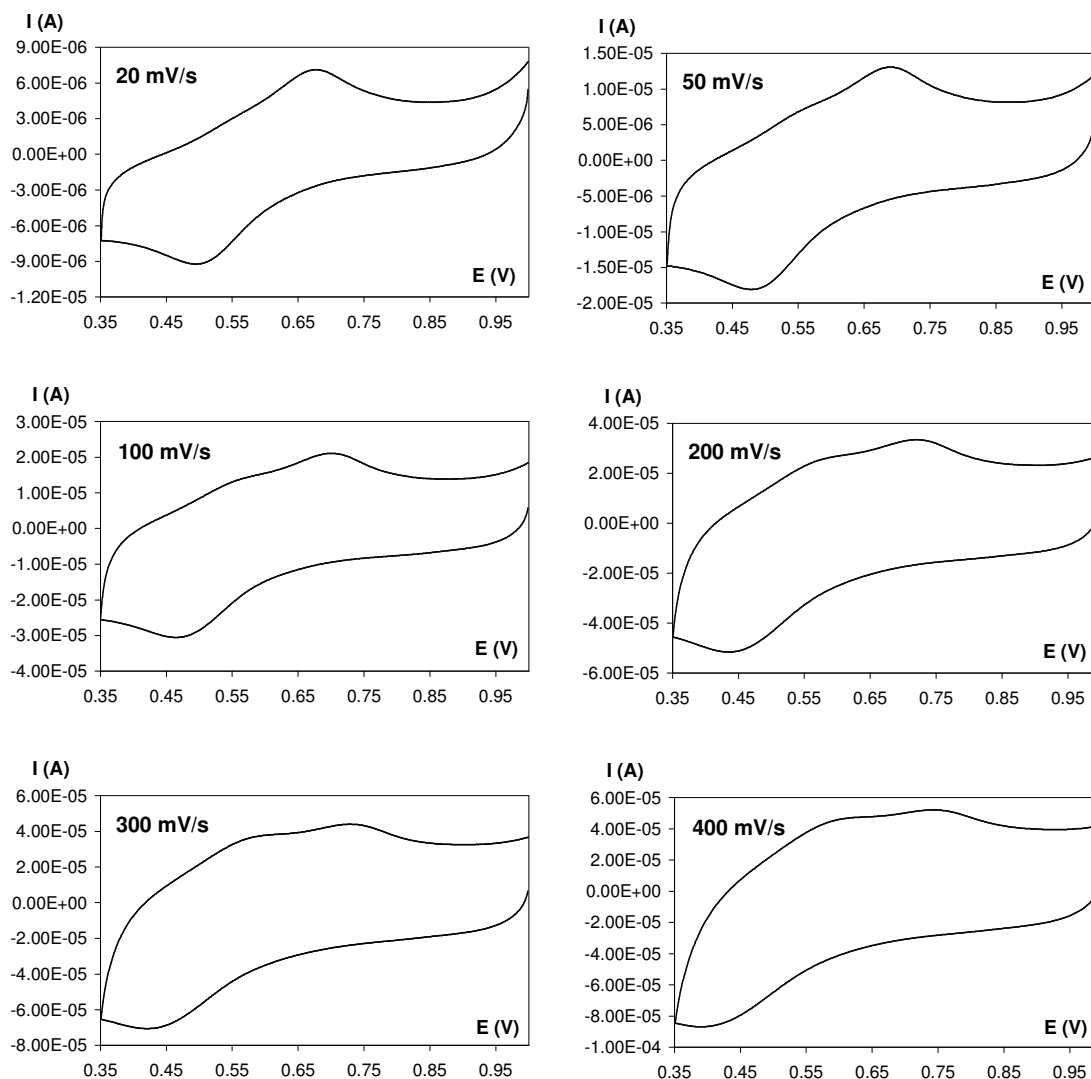 I (A)
9.00E-06
6.00E-06
3.00E-06
0.00E+00
-3.00E-06
-6.00E-06
-9.00E-06
-1.20E-05
20 mV/s
E (V)
0.35 0.45 0.55 0.65 0.75 0.85 0.95
I (A)
1.50E-05
1.00E-05
5.00E-06
0.00E+00
-5.00E-06
-1.00E-05
-1.50E-05
-2.00E-05
50 mV/s
E (V)
0.35 0.45 0.55 0.65 0.75 0.85 0.95
I (A)
3.00E-05
2.00E-05
1.00E-05
0.00E+00
-1.00E-05
-2.00E-05
-3.00E-05
-4.00E-05
100 mV/s
E (V)
0.35 0.45 0.55 0.65 0.75 0.85 0.95
I (A)
4.00E-05
2.00E-05
0.00E+00
-2.00E-05
-4.00E-05
-6.00E-05
200 mV/s
E (V)
0.35 0.45 0.55 0.65 0.75 0.85 0.95
I (A)
6.00E-05
4.00E-05
2.00E-05
0.00E+00
-2.00E-05
-4.00E-05
-6.00E-05
-8.00E-05
300 mV/s
E (V)
0.35 0.45 0.55 0.65 0.75 0.85 0.95
I (A)
6.00E-05
4.00E-05
2.00E-05
0.00E+00
-2.00E-05
-4.00E-05
-6.00E-05
-8.00E-05
-1.00E-04
400 mV/s
E (V)
0.35 0.45 0.55 0.65 0.75 0.85 0.95